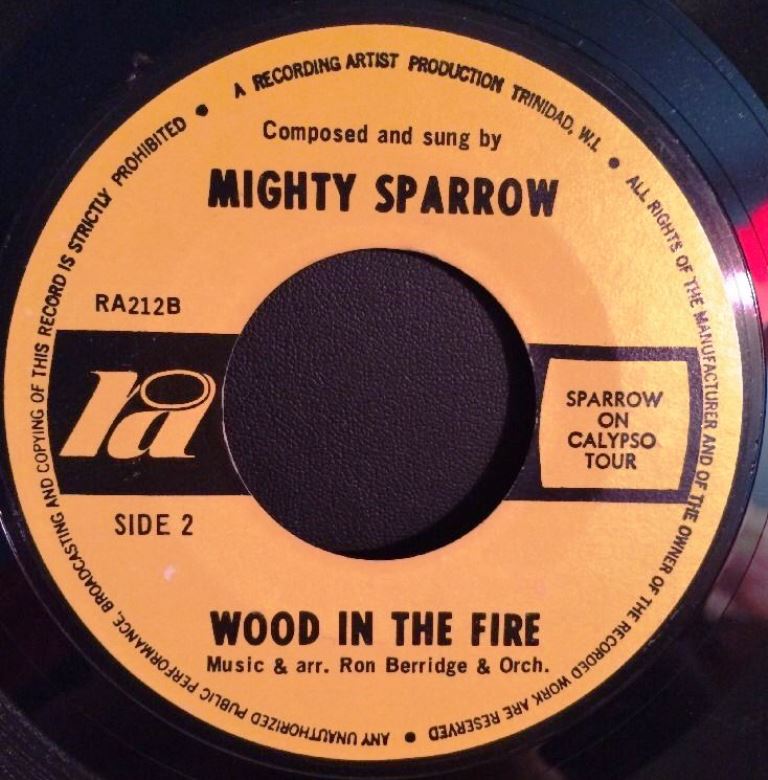 A RECORDING ARTIST PRODUCTION TRINIDAD, W.I. • ALL RIGHTS OF THE MANUFACTURER AND OF THE OWNER OF THE RECORDED WORK ARE RESERVED • ANY UNAUTHORIZED PUBLIC PERFORMANCE, BROADCASTING AND COPYING OF THIS RECORD IS STRICTLY PROHIBITED •
Composed and sung by
MIGHTY SPARROW
RA212B
ra
SPARROW
ON
CALYPSO
TOUR
SIDE 2
WOOD IN THE FIRE
Music & arr. Ron Berridge & Orch.